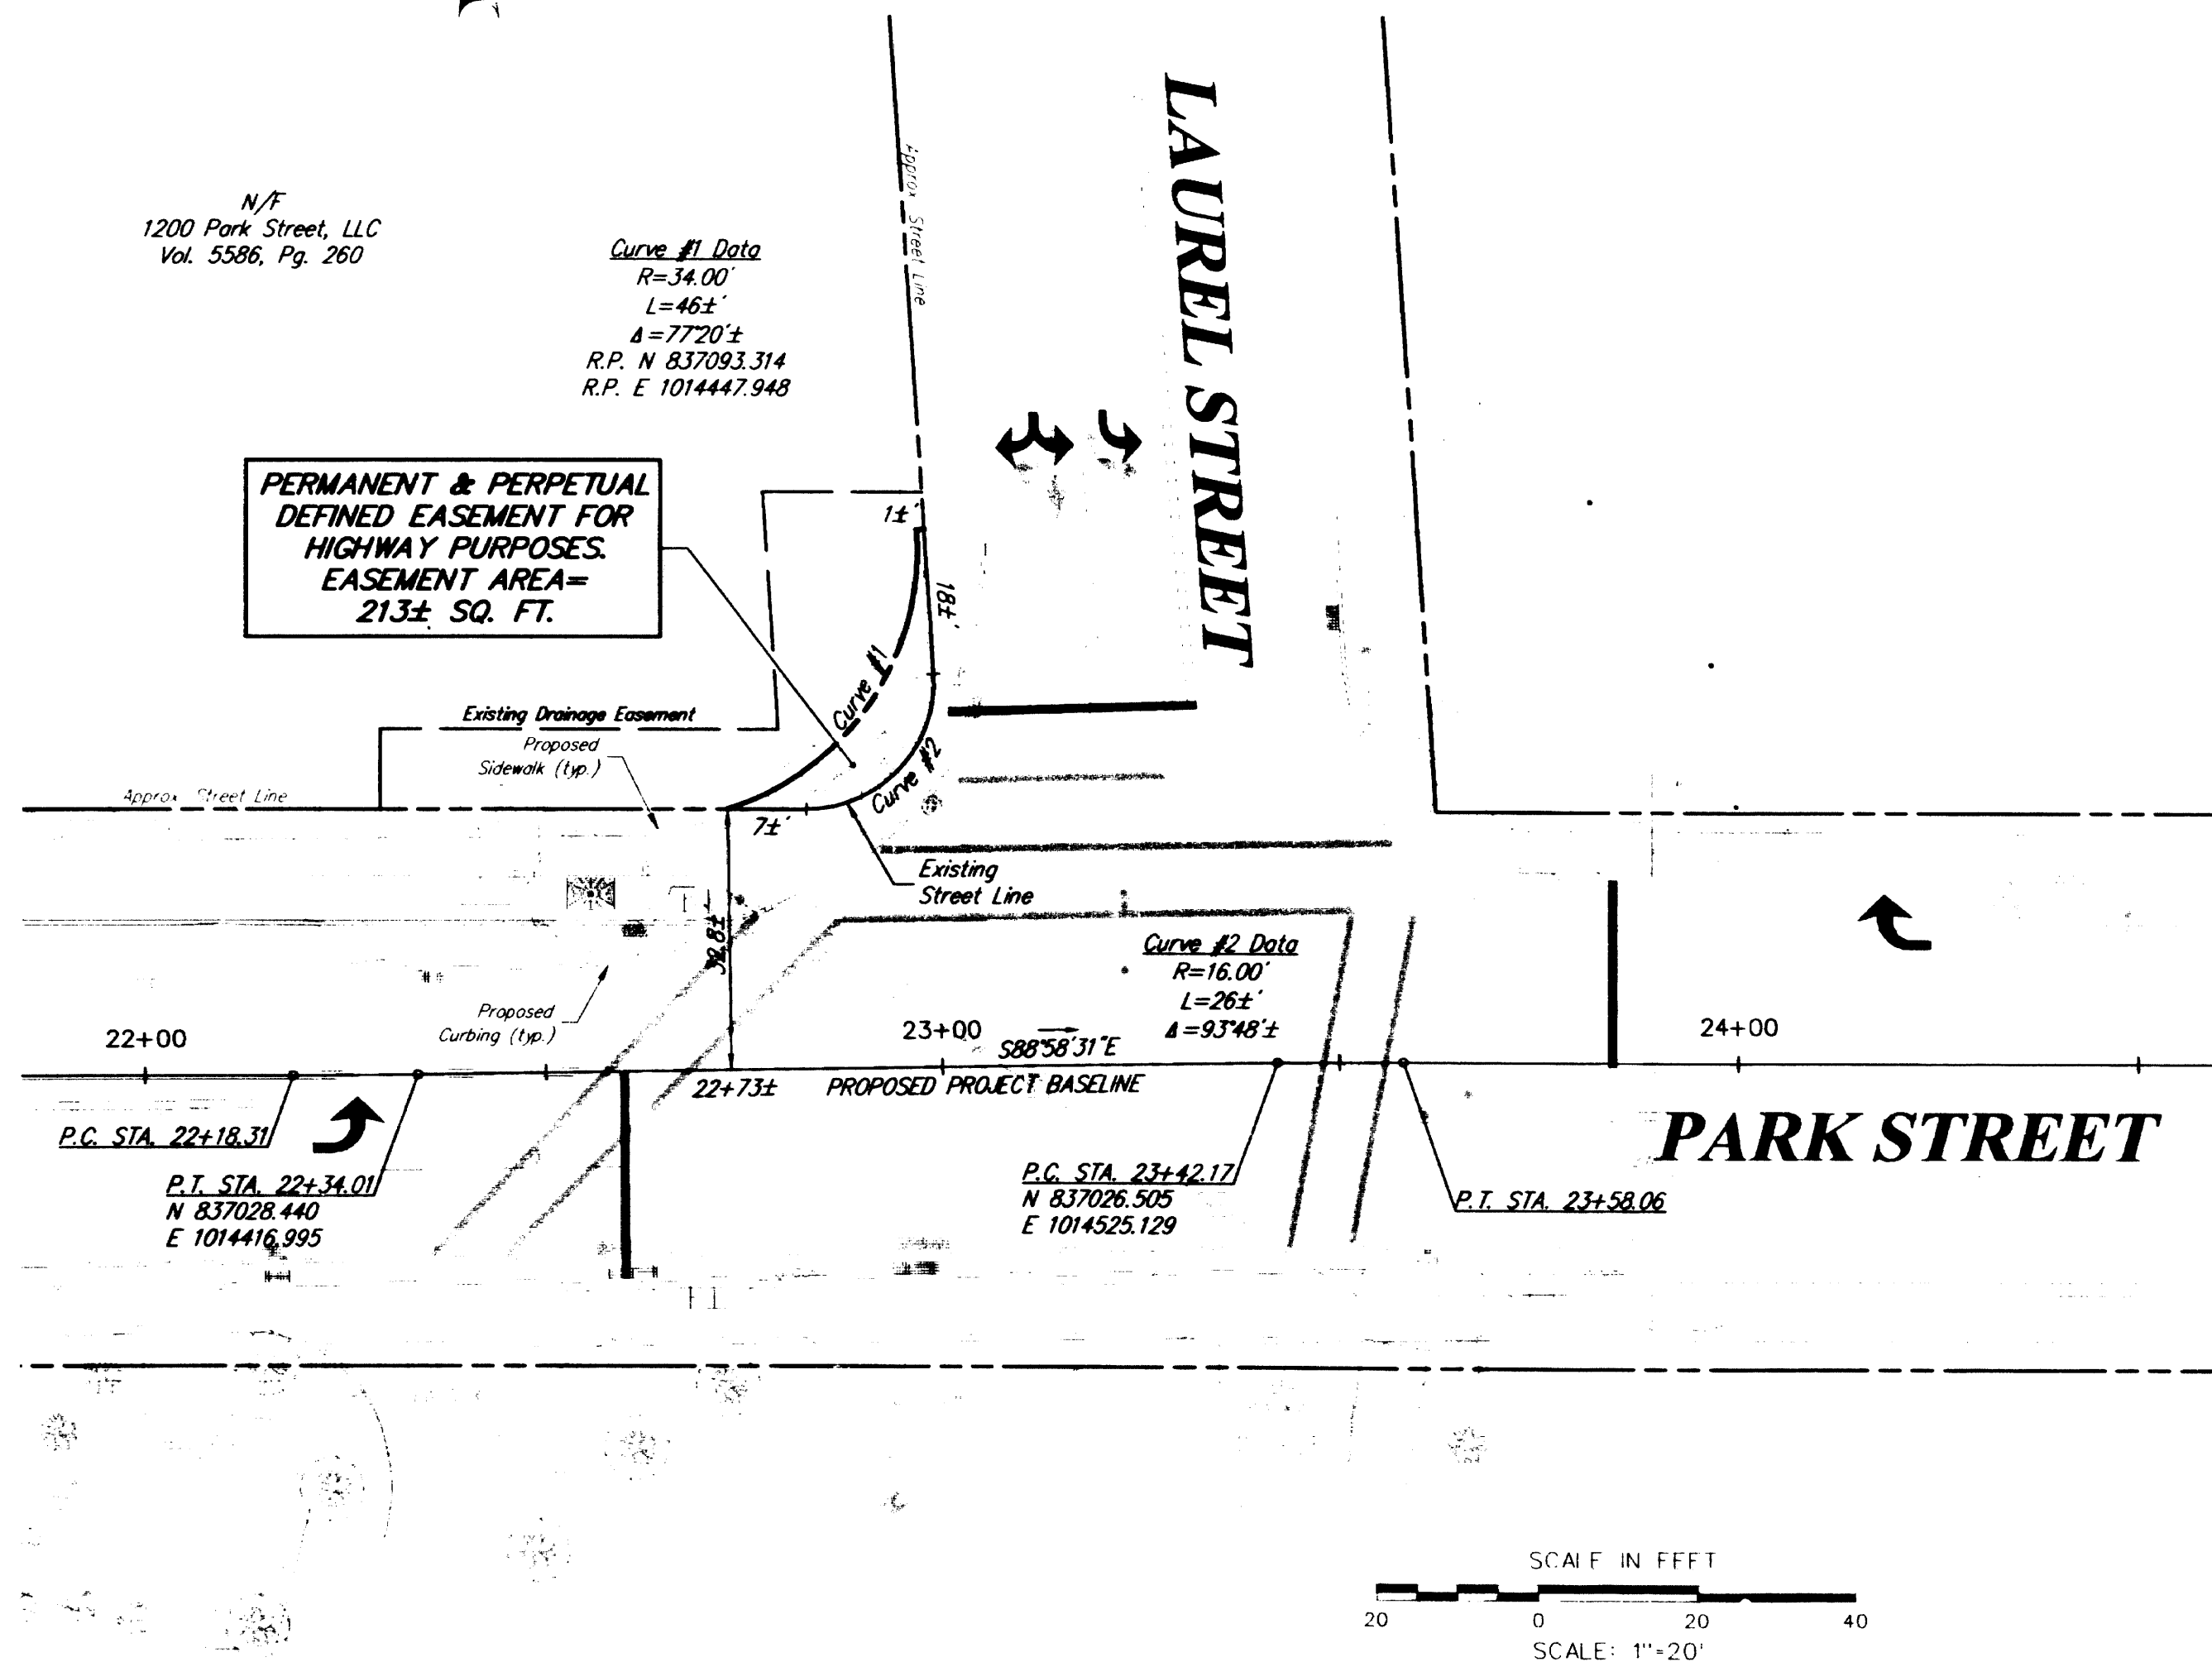 LAUREL STREET
Approx Street Line
N/F
1200 Park Street, LLC
Vol. 5586, Pg. 260
Curve #1 Data
R=34.00'
L=46±'
Δ=77°20'±
R.P. N 837093.314
R.P. E 1014447.948
PERMANENT & PERPETUAL
DEFINED EASEMENT FOR
HIGHWAY PURPOSES.
EASEMENT AREA=
213± SQ. FT.
1±'
18±'
Curve #1
Curve #2
Existing Drainage Easement
Proposed
Sidewalk (typ.)
Approx Street Line
7±'
Existing
Street Line
32.8±
Curve #2 Data
R=16.00'
L=26±'
Δ=93°48'±
Proposed
Curbing (typ.)
22+00
23+00
S88°58'31"E
24+00
22+73±
PROPOSED PROJECT BASELINE
P.C. STA. 22+18.31
P.T. STA. 22+34.01
N 837028.440
E 1014416.995
P.C. STA. 23+42.17
N 837026.505
E 1014525.129
P.T. STA. 23+58.06
PARK STREET
SCALE IN FEET
20 0 20 40
SCALE: 1"=20'